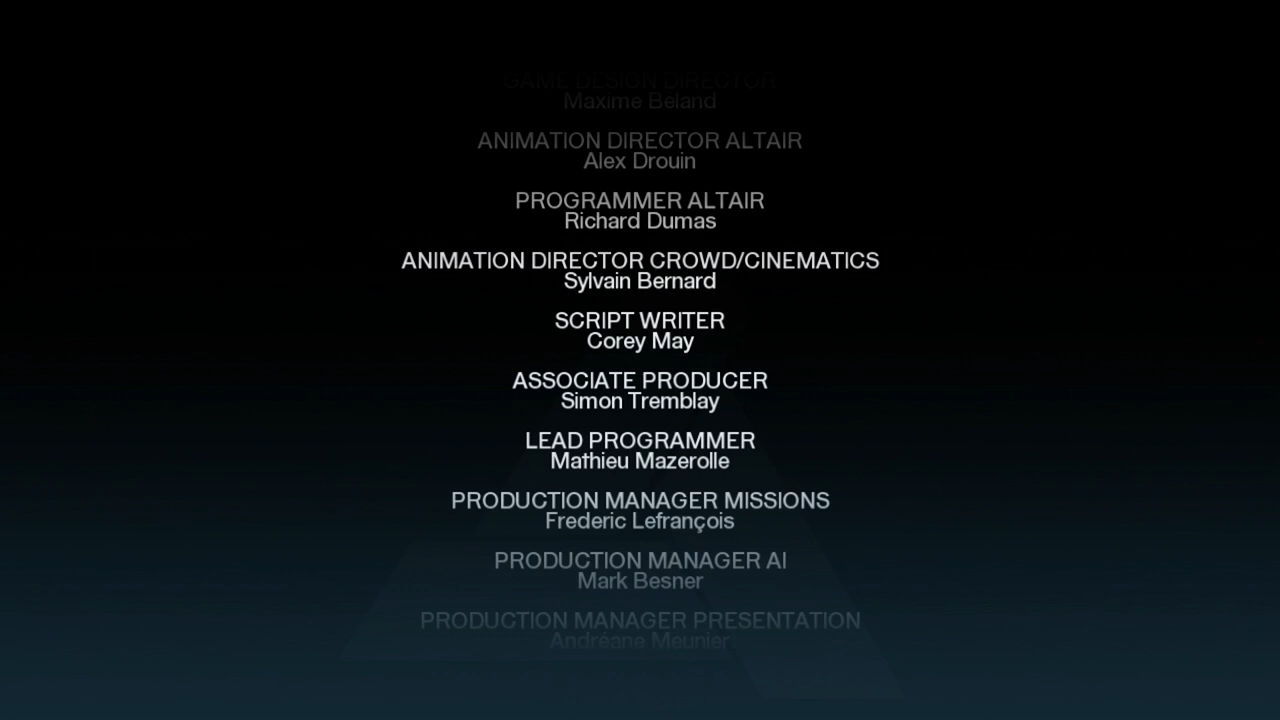 GAME DESIGN DIRECTOR
Maxime Béland
ANIMATION DIRECTOR ALTAIR
Alex Drouin
PROGRAMMER ALTAIR
Richard Dumas
ANIMATION DIRECTOR CROWD/CINEMATICS
Sylvain Bernard
SCRIPT WRITER
Corey May
ASSOCIATE PRODUCER
Simon Tremblay
LEAD PROGRAMMER
Mathieu Mazerolle
PRODUCTION MANAGER MISSIONS
Frederic Lefrançois
PRODUCTION MANAGER AI
Mark Besner
PRODUCTION MANAGER PRESENTATION
Andréane Meunier